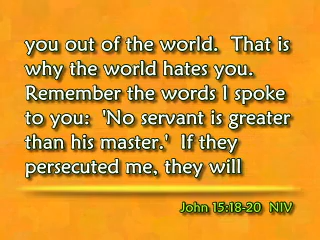 you out of the world.  That is
why the world hates you.
Remember the words I spoke
to you:  'No servant is greater
than his master.'  If they
persecuted me, they will
John 15:18-20  NIV